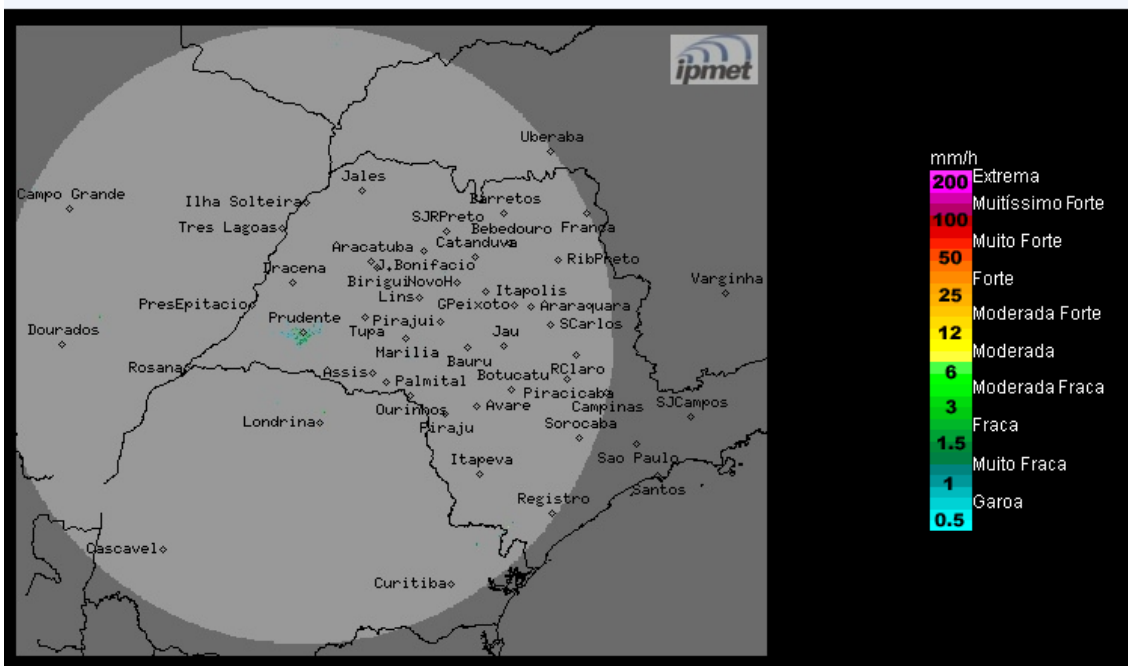 ipmet
Uberaba
Campo Grande
Jales
Ilha Solteira
Barretos
SJRPreto
Tres Lagoas
Bebedouro
Franca
Aracatuba
Catanduva
J.Bonifacio
RibPreto
Dracena
Birigui
NovoH
Itapolis
Varginha
Lins
PresEpitacio
GPeixoto
Araraquara
Prudente
Pirajui
SCarlos
Dourados
Tupa
Jau
Marilia
Bauru
Rosana
Assis
Botucatu
RClaro
Palmital
Piracicaba
Ourinhos
Avare
Campinas
SJCampos
Londrina
Piraju
Sorocaba
Itapeva
Sao Paulo
Santos
Registro
Cascavel
Curitiba
mm/h
200 Extrema
Muitíssimo Forte
100
Muito Forte
50
Forte
25
Moderada Forte
12
Moderada
6
Moderada Fraca
3
Fraca
1.5
Muito Fraca
1
Garoa
0.5